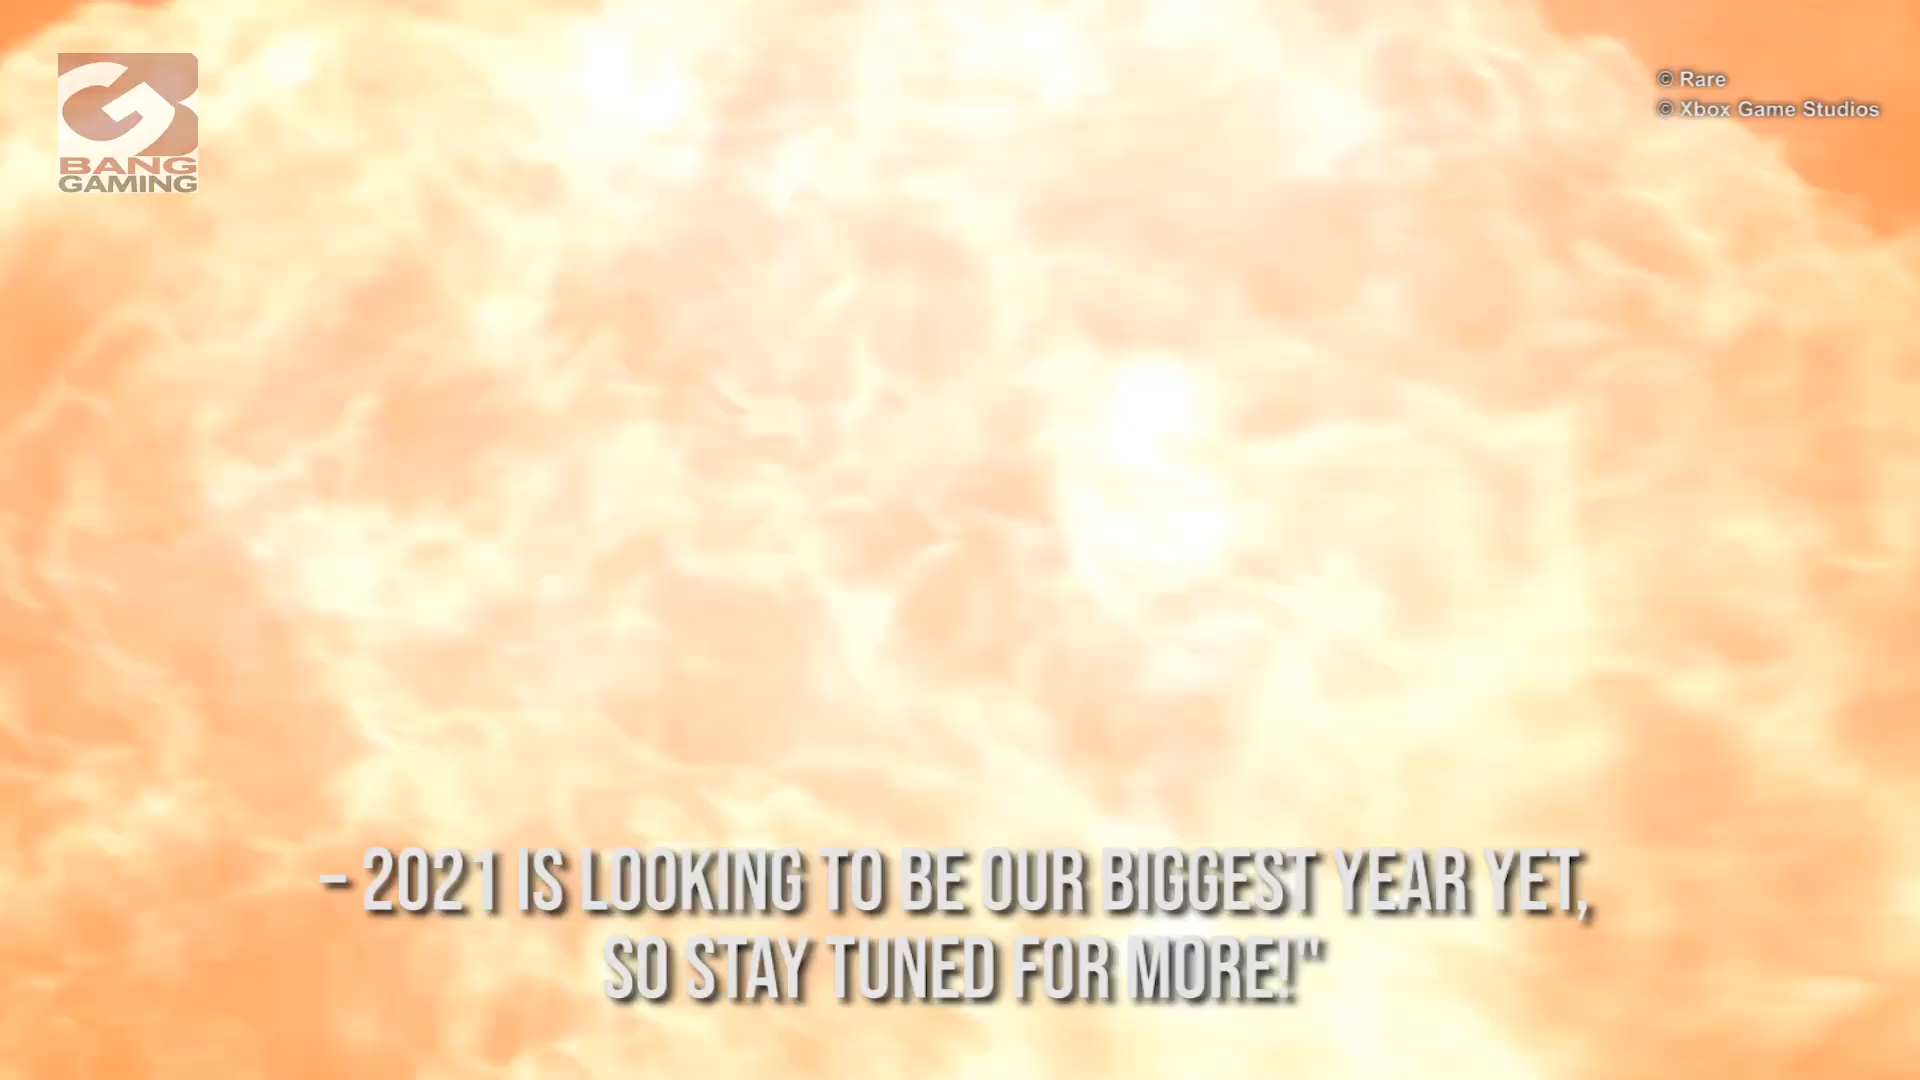 BANG
GAMING
© Rare
© Xbox Game Studios
– 2021 IS LOOKING TO BE OUR BIGGEST YEAR YET,
SO STAY TUNED FOR MORE!"